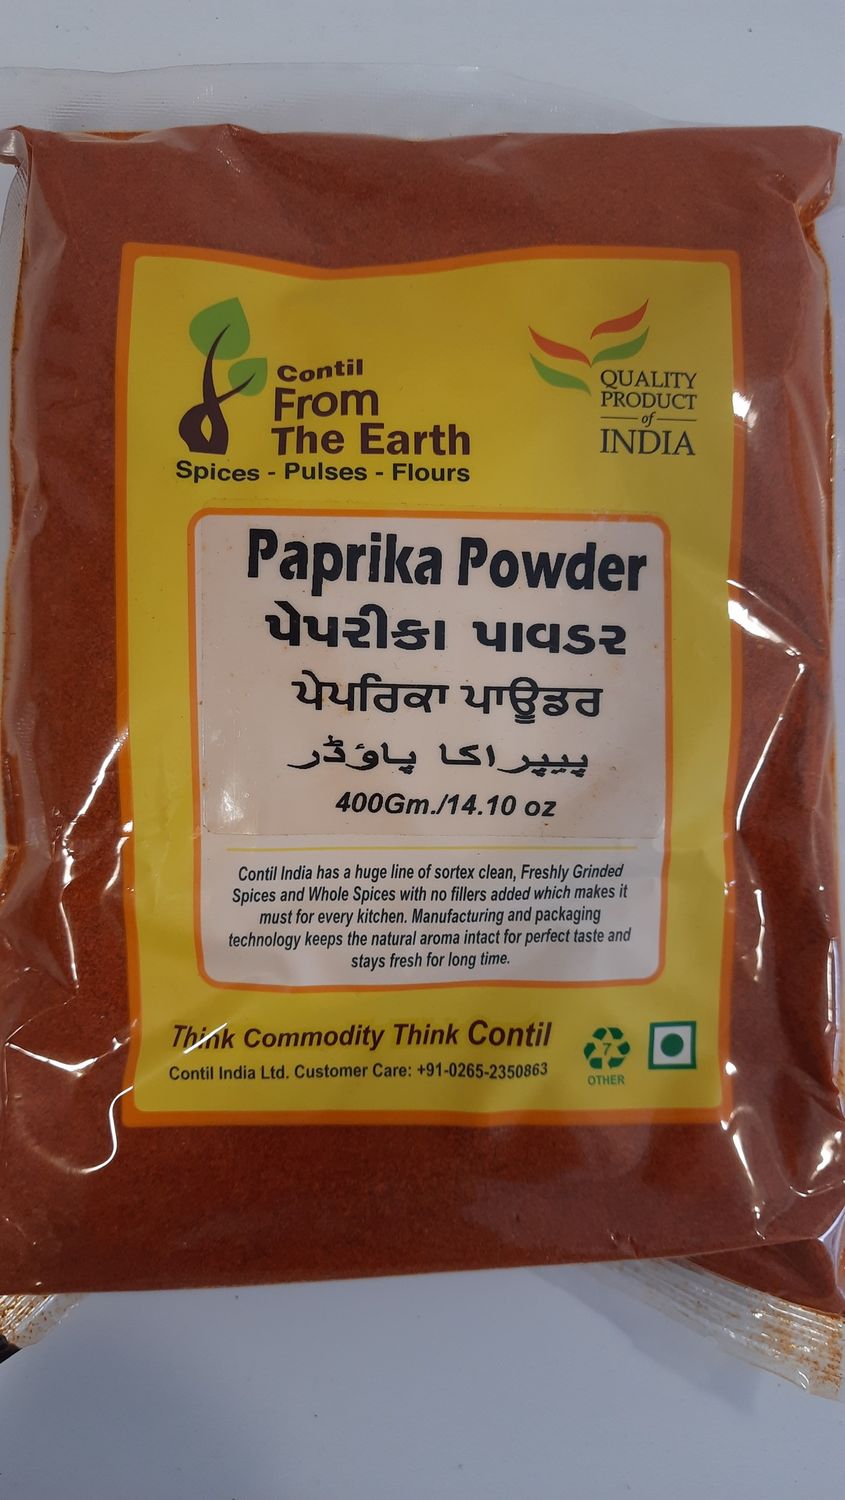 Contil
From
The Earth
Spices - Pulses - Flours
QUALITY
PRODUCT
of
INDIA
Paprika Powder
પેપરીકા પાવડર
ਪੇਪਰਿਕਾ ਪਾਊਡਰ
پیپراکا پاؤڈر
400Gm./14.10 oz
Contil India has a huge line of sortex clean, Freshly Grinded
Spices and Whole Spices with no fillers added which makes it
must for every kitchen. Manufacturing and packaging
technology keeps the natural aroma intact for perfect taste and
stays fresh for long time.
Think Commodity Think Contil
Contil India Ltd. Customer Care: +91-0265-2350863
7
OTHER